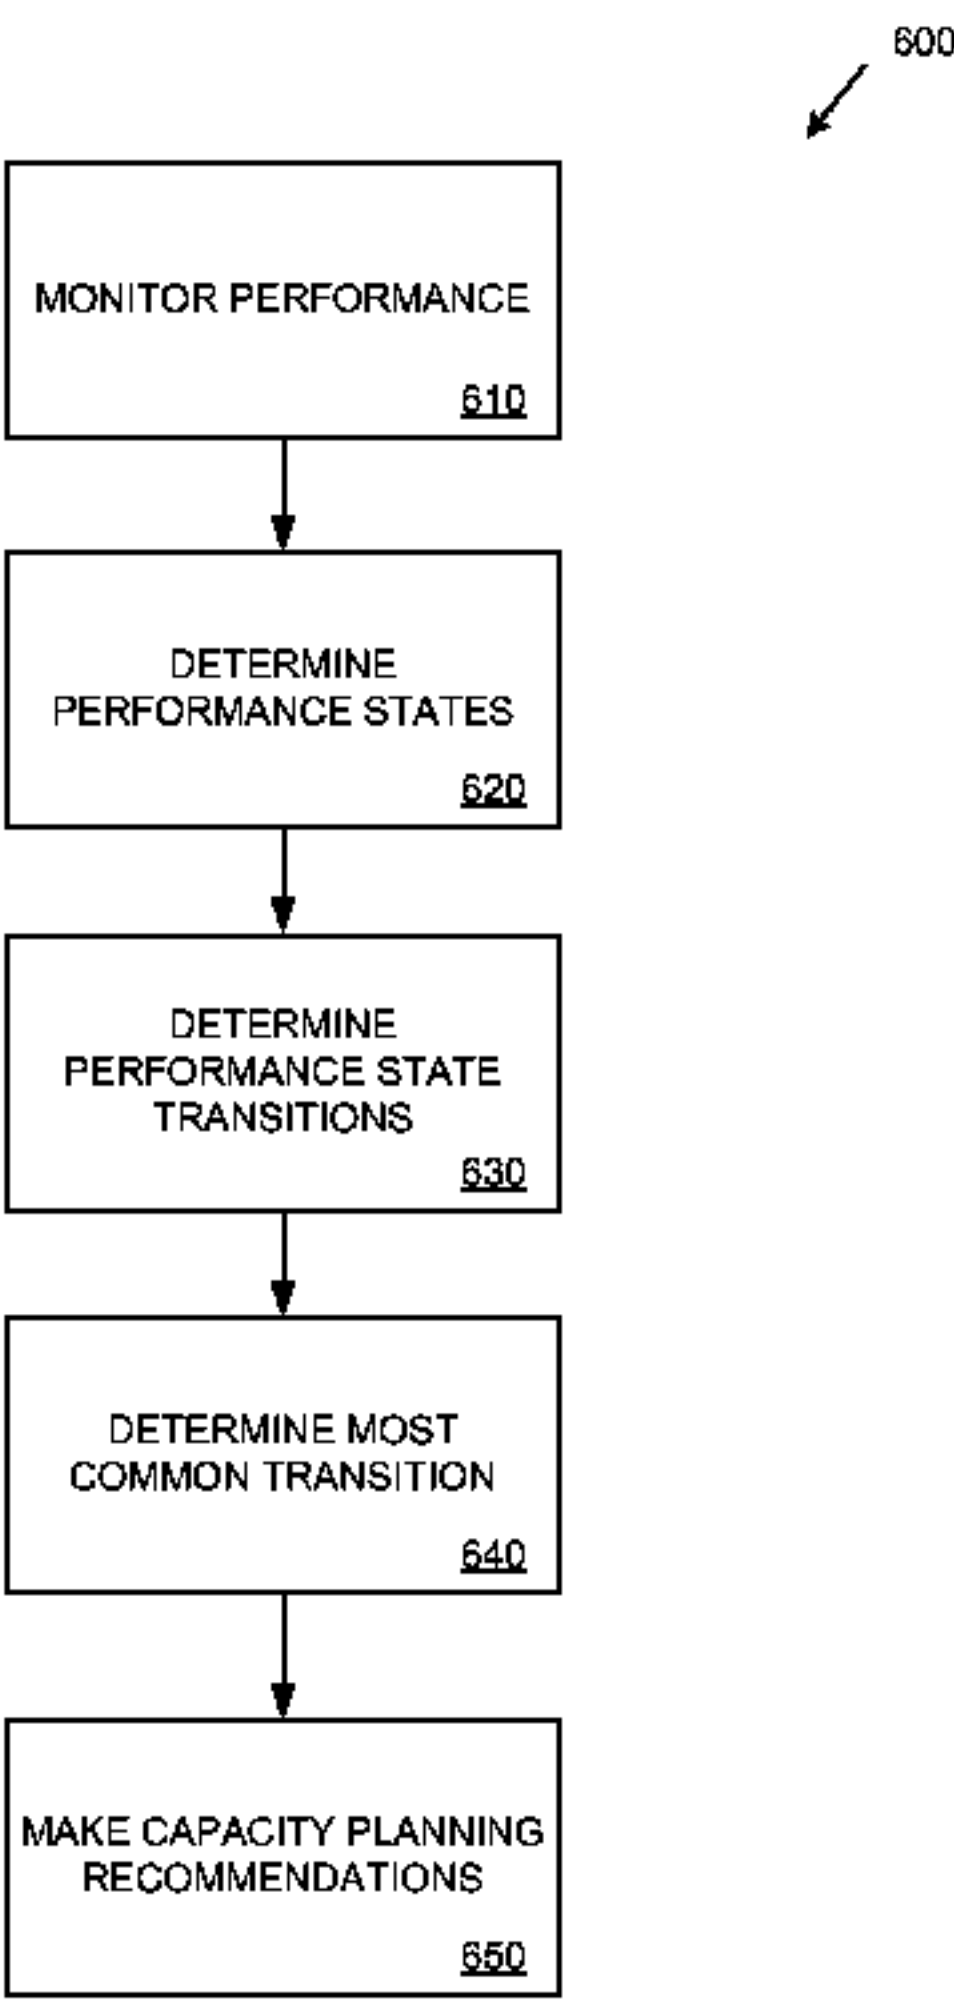 600
MONITOR PERFORMANCE
610
DETERMINE
PERFORMANCE STATES
620
DETERMINE
PERFORMANCE STATE
TRANSITIONS
630
DETERMINE MOST
COMMON TRANSITION
640
MAKE CAPACITY PLANNING
RECOMMENDATIONS
650